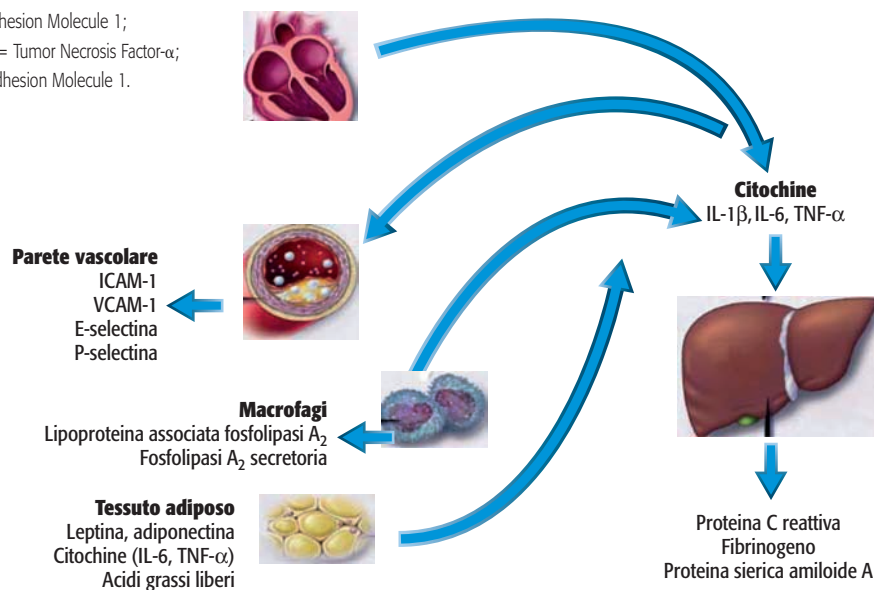 hesion Molecule 1;
= Tumor Necrosis Factor-α;
dhesion Molecule 1.
Citochine
IL-1β, IL-6, TNF-α
Parete vascolare
ICAM-1
VCAM-1
E-selectina
P-selectina
Macrofagi
Lipoproteina associata fosfolipasi A₂
Fosfolipasi A₂ secretoria
Tessuto adiposo
Leptina, adiponectina
Citochine (IL-6, TNF-α)
Acidi grassi liberi
Proteina C reattiva
Fibrinogeno
Proteina sierica amiloide A